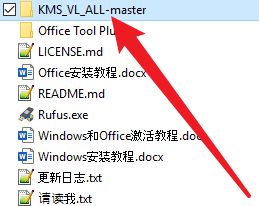 KMS_VL_ALL-master
Office Tool Plu
LICENSE.md
Office安装教程.docx
README.md
Rufus.exe
Windows和Office激活教程.docx
Windows安装教程.docx
更新日志.txt
请读我.txt